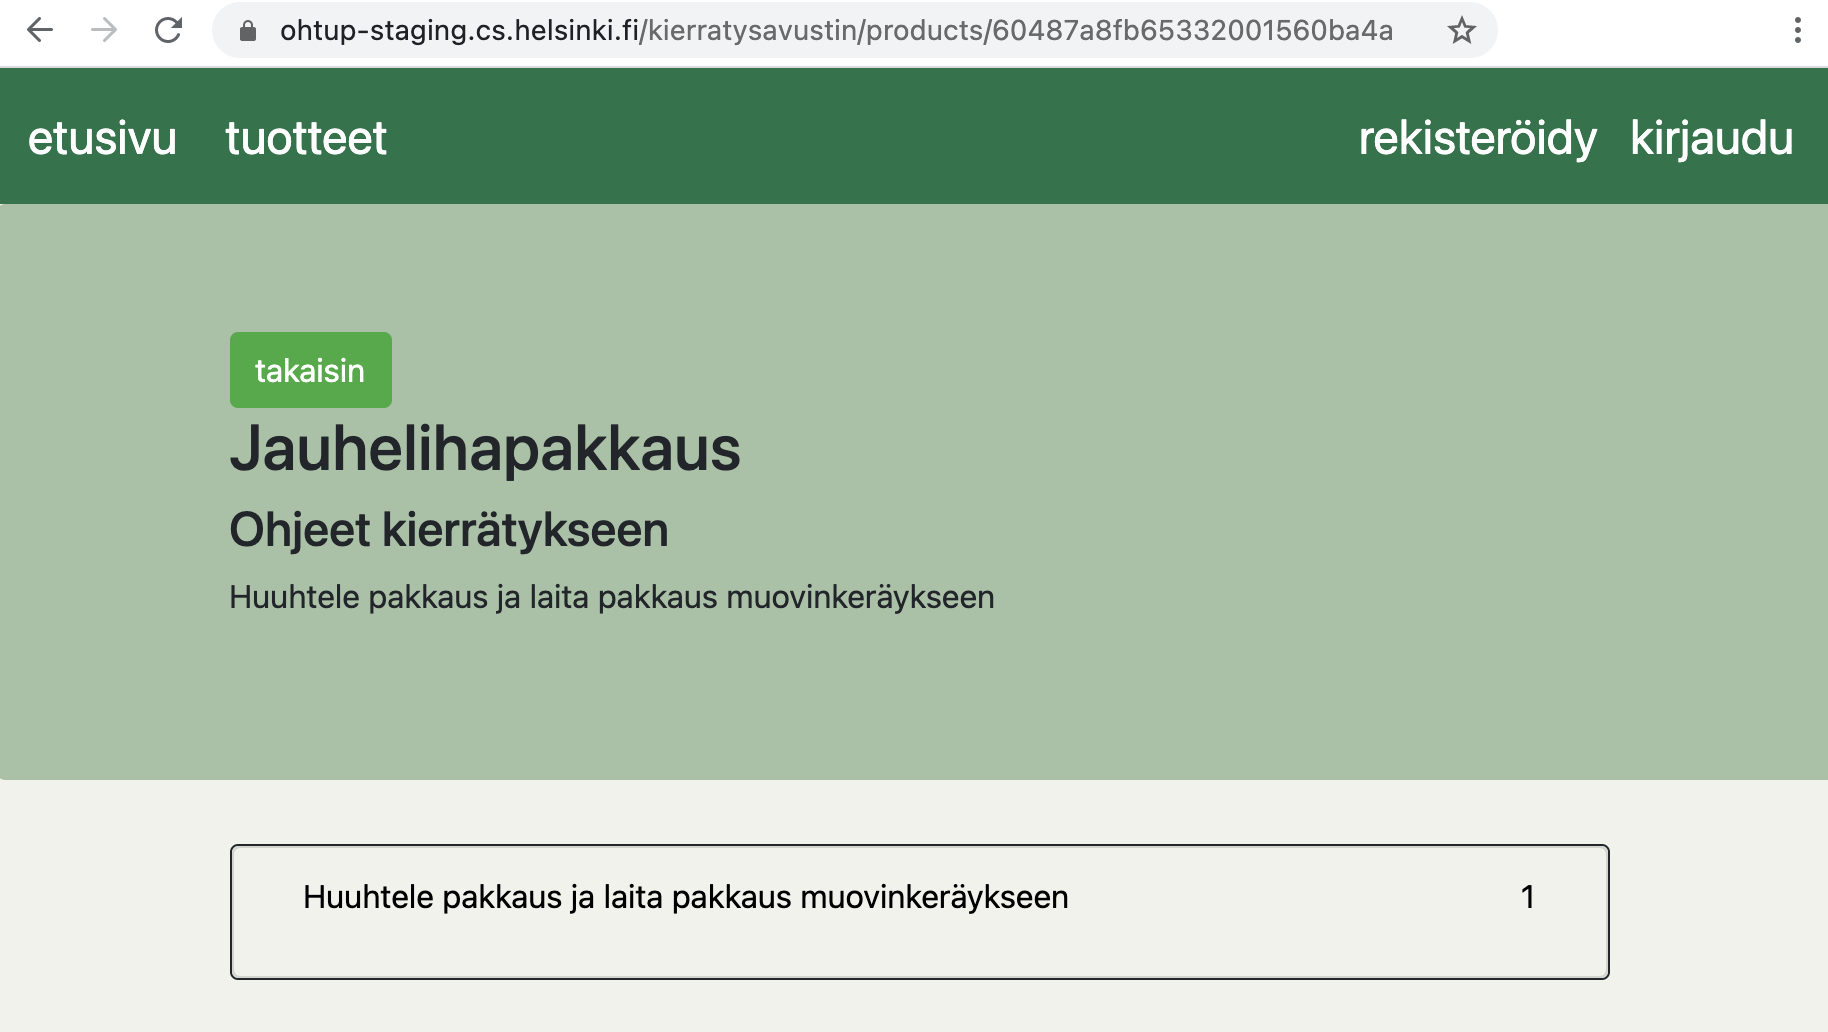 ohtup-staging.cs.helsinki.fi/kierratysavustin/products/60487a8fb65332001560ba4a
etusivu tuotteet rekisteröidy kirjaudu
takaisin
Jauhelihapakkaus
Ohjeet kierrätykseen
Huuhtele pakkaus ja laita pakkaus muovinkeräykseen
Huuhtele pakkaus ja laita pakkaus muovinkeräykseen 1